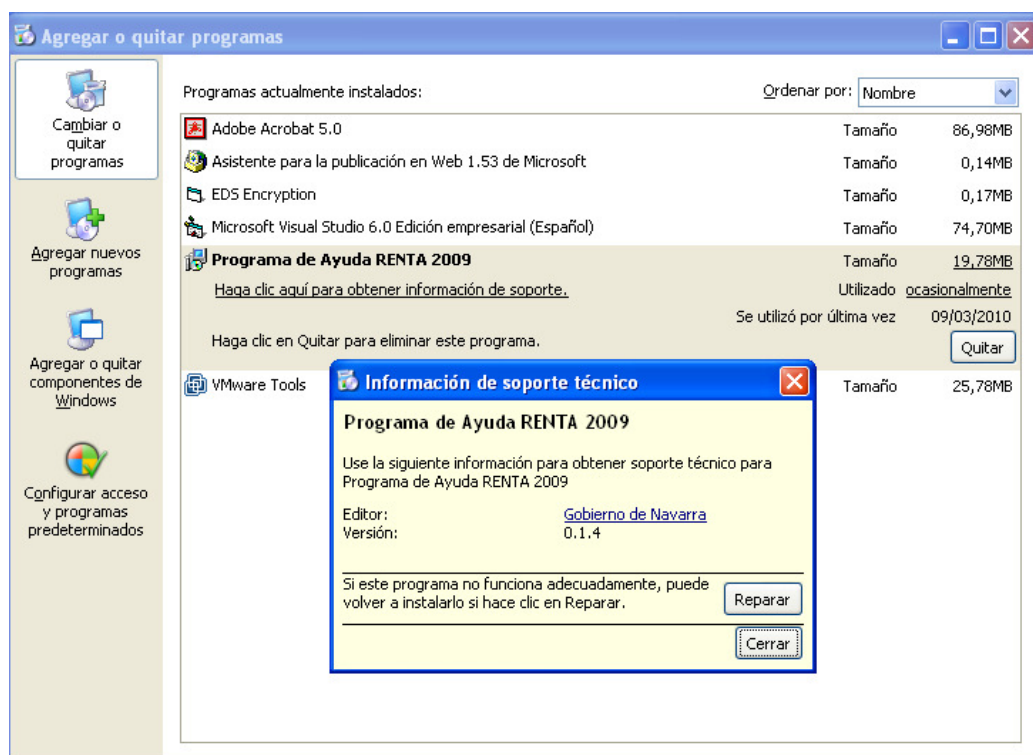 Agregar o quitar programas
Cambiar o
quitar
programas
Agregar nuevos
programas
Agregar o quitar
componentes de
Windows
Configurar acceso
y programas
predeterminados
Programas actualmente instalados:
Ordenar por: Nombre
Adobe Acrobat 5.0 Tamaño 86,98MB
Asistente para la publicación en Web 1.53 de Microsoft Tamaño 0,14MB
EDS Encryption Tamaño 0,17MB
Microsoft Visual Studio 6.0 Edición empresarial (Español) Tamaño 74,70MB
Programa de Ayuda RENTA 2009 Tamaño 19,78MB
Haga clic aquí para obtener información de soporte. Utilizado ocasionalmente
Se utilizó por última vez 09/03/2010
Haga clic en Quitar para eliminar este programa. Quitar
VMware Tools Tamaño 25,78MB
Información de soporte técnico
Programa de Ayuda RENTA 2009
Use la siguiente información para obtener soporte técnico para
Programa de Ayuda RENTA 2009
Editor: Gobierno de Navarra
Versión: 0.1.4
Si este programa no funciona adecuadamente, puede
volver a instalarlo si hace clic en Reparar. Reparar
Cerrar